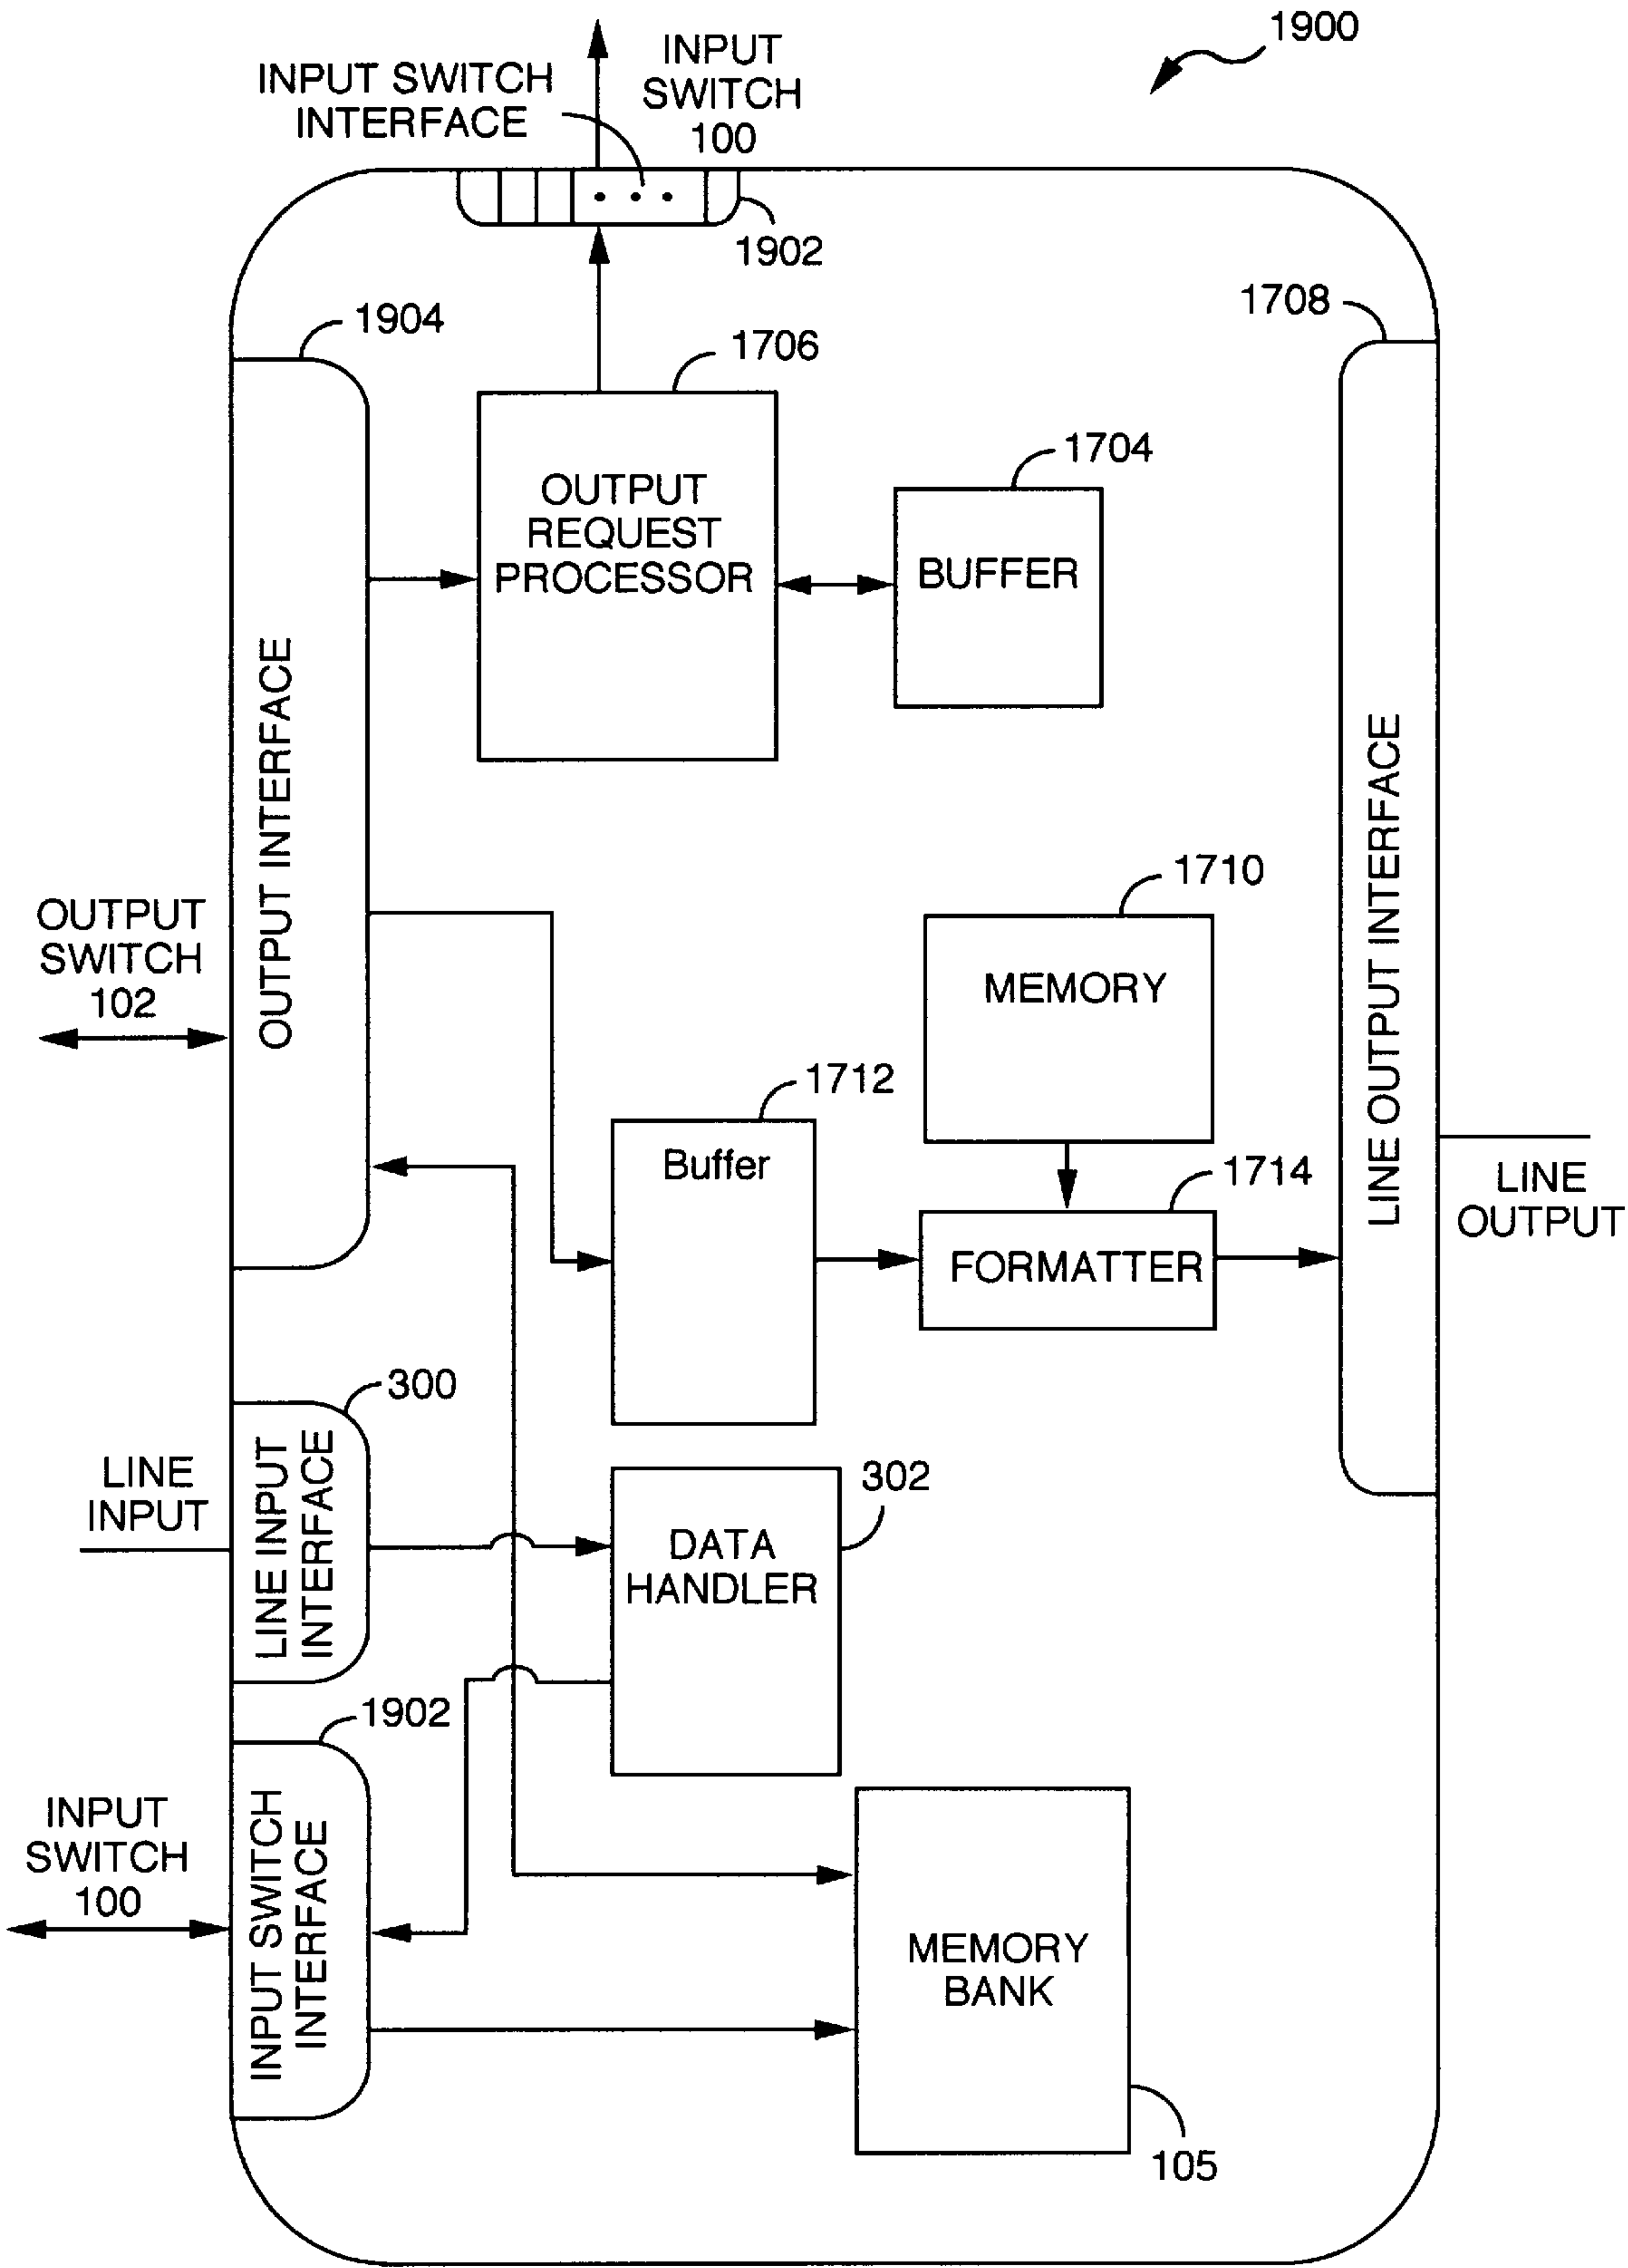 1900
INPUT SWITCH
INTERFACE
INPUT
SWITCH
100
1902
1904
1706
1708
OUTPUT
REQUEST
PROCESSOR
1704
BUFFER
OUTPUT INTERFACE
OUTPUT
SWITCH
102
1710
MEMORY
LINE OUTPUT INTERFACE
1712
Buffer
1714
FORMATTER
LINE
OUTPUT
300
LINE INPUT
INTERFACE
LINE
INPUT
302
DATA
HANDLER
1902
INPUT SWITCH
INTERFACE
INPUT
SWITCH
100
MEMORY
BANK
105